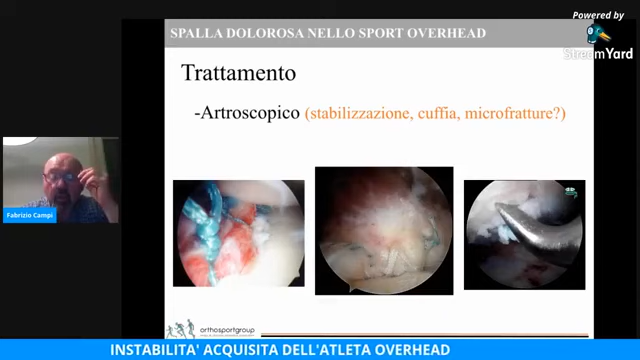 Powered by
StreamYard
SPALLA DOLOROSA NELLO SPORT OVERHEAD
Trattamento
-Artroscopico (stabilizzazione, cuffia, microfratture?)
Fabrizio Campi
orthosportgroup
INSTABILITA' ACQUISITA DELL'ATLETA OVERHEAD